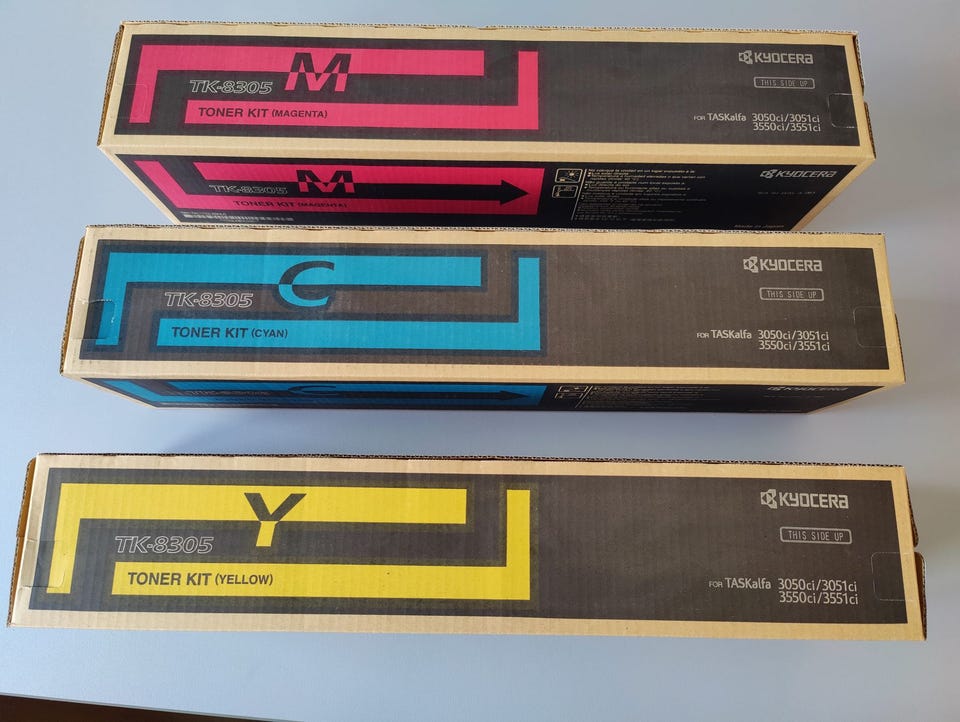 M
TK-8305
TONER KIT (MAGENTA)
KYOCERA
THIS SIDE UP
FOR TASKalfa 3050ci/3051ci
3550ci/3551ci
M
TK-8305
TONER KIT (MAGENTA)
KYOCERA
Made in Japan
C
TK-8305
TONER KIT (CYAN)
KYOCERA
THIS SIDE UP
FOR TASKalfa 3050ci/3051ci
3550ci/3551ci
C
KYOCERA
Y
TK-8305
TONER KIT (YELLOW)
KYOCERA
THIS SIDE UP
FOR TASKalfa 3050ci/3051ci
3550ci/3551ci